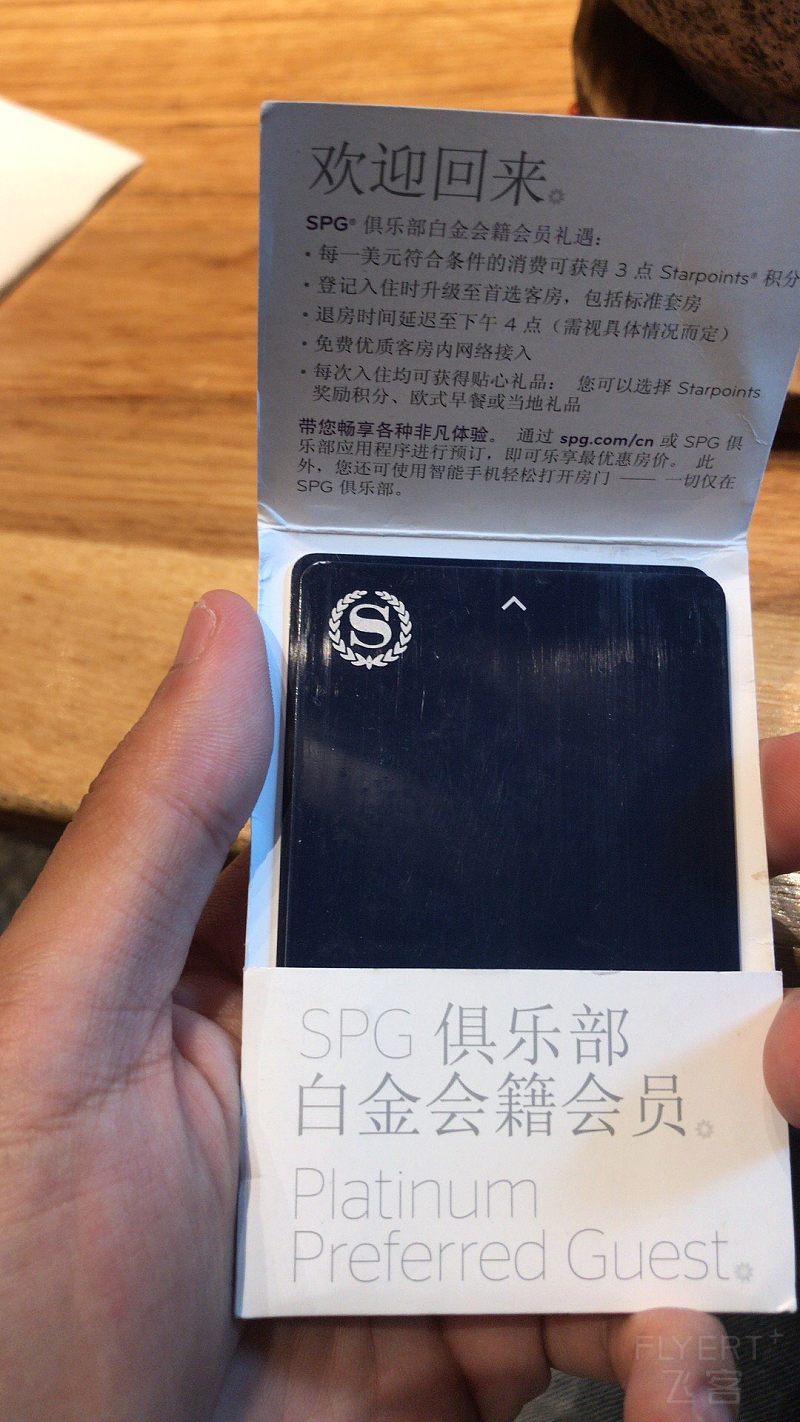 欢迎回来
SPG® 俱乐部白金会籍会员礼遇：
• 每一美元符合条件的消费可获得 3 点 Starpoints® 积分
• 登记入住时升级至首选客房，包括标准套房
• 退房时间延迟至下午 4 点（需视具体情况而定）
• 免费优质客房内网络接入
• 每次入住均可获得贴心礼品： 您可以选择 Starpoints
奖励积分、欧式早餐或当地礼品
带您畅享各种非凡体验。 通过 spg.com/cn 或 SPG 俱
乐部应用程序进行预订，即可乐享最优惠房价。 此
外，您还可使用智能手机轻松打开房门 —— 一切仅在
SPG 俱乐部。
S
SPG 俱乐部
白金会籍会员
Platinum
Preferred Guest
FLYERT+
飞客